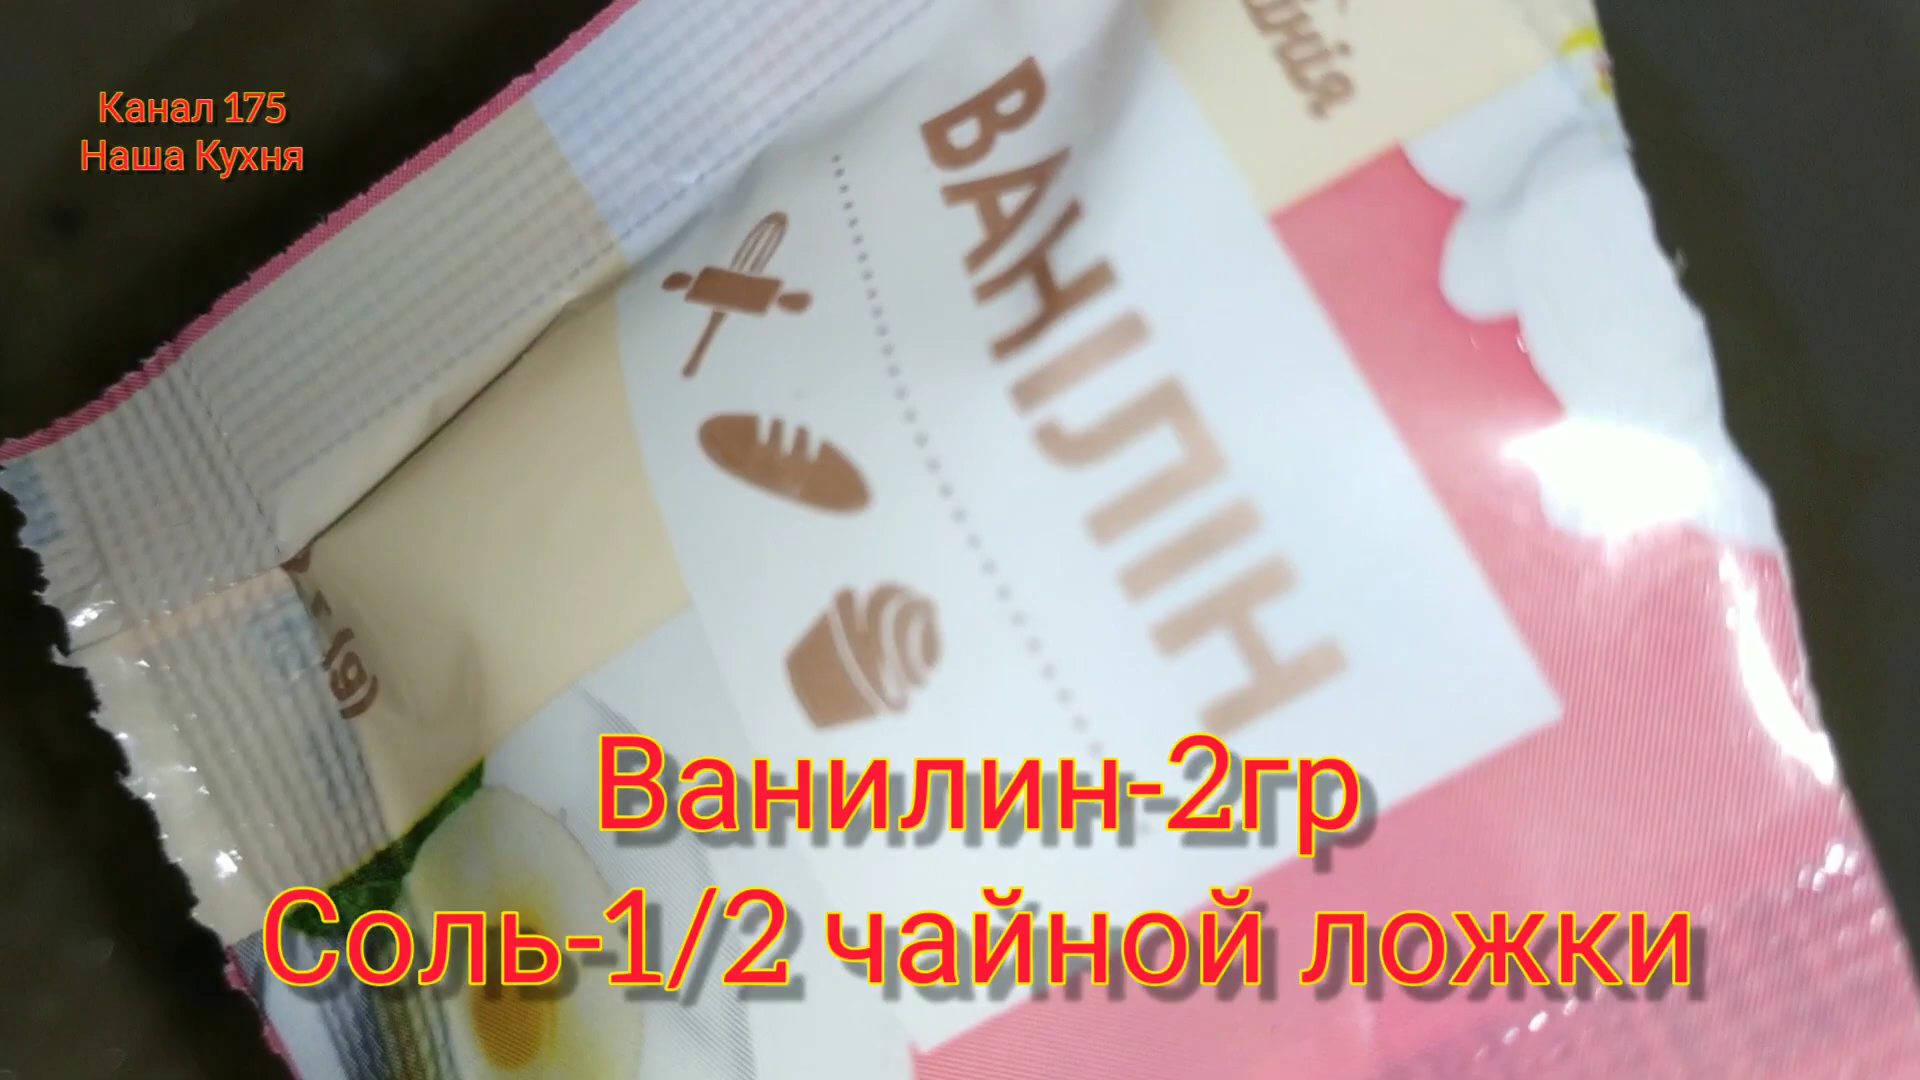 Канал 175
Наша Кухня
ВАНІЛІН
(g)
Ванилин-2гр
Соль-1/2 чайной ложки